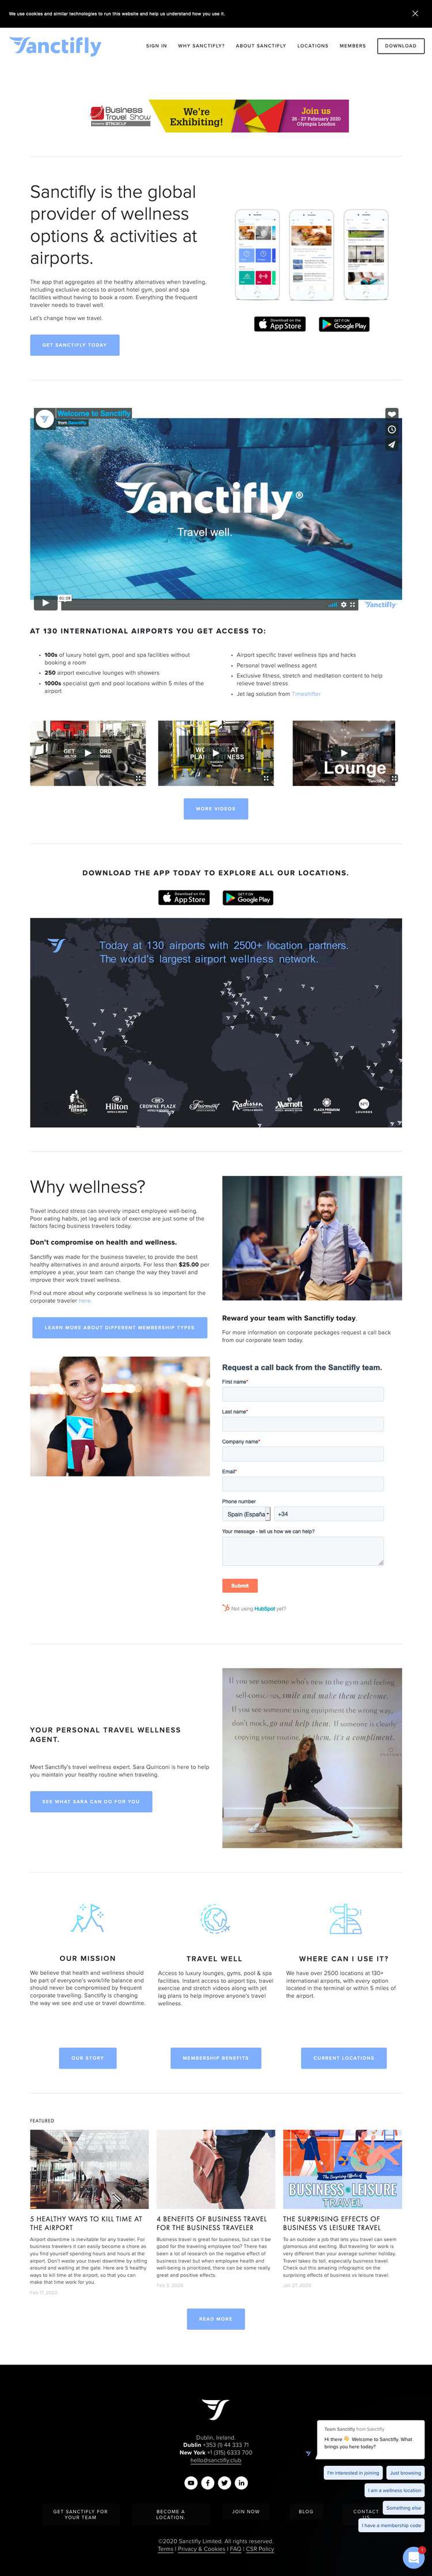 We use cookies and similar technologies to run this website and help us understand how you use it.
Sanctifly
SIGN IN WHY SANCTIFLY? ABOUT SANCTIFLY LOCATIONS MEMBERS DOWNLOAD
Business Travel Show
We're Exhibiting!
Join us
26 - 27 February 2020
Olympia London
Sanctifly is the global
provider of wellness
options & activities at
airports.
The app that aggregates all the healthy alternatives when traveling,
including exclusive access to airport hotel gym, pool and spa
facilities without having to book a room. Everything the frequent
traveler needs to travel well.
Let's change how we travel.
GET SANCTIFLY TODAY
Download on the App Store
GET IT ON Google Play
Welcome to Sanctifly
from Sanctifly
Sanctifly®
Travel well.
01:09
Sanctifly
AT 130 INTERNATIONAL AIRPORTS YOU GET ACCESS TO:
100s of luxury hotel gym, pool and spa facilities without
booking a room
250 airport executive lounges with showers
1000s specialist gym and pool locations within 5 miles of the
airport
Airport specific travel wellness tips and hacks
Personal travel wellness agent
Exclusive fitness, stretch and meditation content to help
relieve travel stress
Jet lag solution from Timeshifter
Lounge
MORE VIDEOS
DOWNLOAD THE APP TODAY TO EXPLORE ALL OUR LOCATIONS.
Download on the App Store
GET IT ON Google Play
Today at 130 airports with 2500+ location partners.
The world's largest airport wellness network.
planet fitness
Hilton
CROWNE PLAZA
Fairmont
Radisson
Marriott
PLAZA PREMIUM LOUNGE
LOUNGES
Why wellness?
Travel induced stress can severely impact employee well-being.
Poor eating habits, jet lag and lack of exercise are just some of the
factors facing business travelers today.
Don't compromise on health and wellness.
Sanctifly was made for the business traveler, to provide the best
healthy alternatives in and around airports. For less than $25.00 per
employee a year, your team can change the way they travel and
improve their work travel wellness.
Find out more about why corporate wellness is so important for the
corporate traveler here.
LEARN MORE ABOUT DIFFERENT MEMBERSHIP TYPES
Reward your team with Sanctifly today.
For more information on corporate packages request a call back
from our corporate team today.
Request a call back from the Sanctifly team.
First name*
Last name*
Company name*
Email*
Phone number
Spain (España
+34
Your message - tell us how we can help?
Submit
Not using HubSpot yet?
YOUR PERSONAL TRAVEL WELLNESS
AGENT.
Meet Sanctifly's travel wellness expert. Sara Quiriconi is here to help
you maintain your healthy routine when traveling.
SEE WHAT SARA CAN DO FOR YOU
If you see someone who's new to the gym and feeling
self-conscious, smile and make them welcome.
If you see someone using equipment the wrong way,
don't mock, go and help them. If someone is clearly
copying your routine, let them, it's a compliment.
OUR MISSION
We believe that health and wellness should
be part of everyone's work/life balance and
should never be compromised by frequent
corporate traveling. Sanctifly is changing
the way we see and use or travel downtime.
OUR STORY
TRAVEL WELL
Access to luxury lounges, gyms, pool & spa
facilities. Instant access to airport tips, travel
exercise and stretch videos along with jet
lag plans to help improve anyone's travel
wellness.
MEMBERSHIP BENEFITS
WHERE CAN I USE IT?
We have over 2500 locations at 130+
international airports, with every option
located in the terminal or within 5 miles of
the airport.
CURRENT LOCATIONS
FEATURED
5 HEALTHY WAYS TO KILL TIME AT
THE AIRPORT
Airport downtime is inevitable for any traveler. For
business travelers it can easily become a chore as
you find yourself spending hours and hours at the
airport. Don't waste your travel downtime by sitting
around and waiting at the gate. Here are 5 healthy
ways to kill time at the airport, so that you can
make that time work for you.
Feb 17, 2020
4 BENEFITS OF BUSINESS TRAVEL
FOR THE BUSINESS TRAVELER
Business travel is great for business, but can it be
good for the traveling employee too? There has
been a lot of articles on the negative effect of
business travel but when employee health and
well-being is prioritized, there can be some really
great and positive effects.
Feb 3, 2020
The Surprising Effects of
BUSINESS VS LEISURE
TRAVEL
THE SURPRISING EFFECTS OF
BUSINESS VS LEISURE TRAVEL
To an outsider a job that lets you travel can seem
glamorous and exciting. But traveling for work is
very different than your average summer holiday.
Travel takes its toll, especially business travel.
Check out this amazing infographic on the
surprising effects of business vs leisure travel.
Jan 27, 2020
READ MORE
Dublin, Ireland.
Dublin +353 (1) 44 333 71
New York +1 (315) 6333 700
hello@sanctifly.club
GET SANCTIFLY FOR YOUR TEAM
BECOME A LOCATION.
JOIN NOW
BLOG
CONTACT US
©2020 Sanctifly Limited. All rights reserved.
Terms | Privacy & Cookies | FAQ | CSR Policy
Team Sanctifly from Sanctifly
Hi there 👋 Welcome to Sanctifly. What
brings you here today?
I'm interested in joining
Just browsing
I am a wellness location
Something else
I have a membership code
1